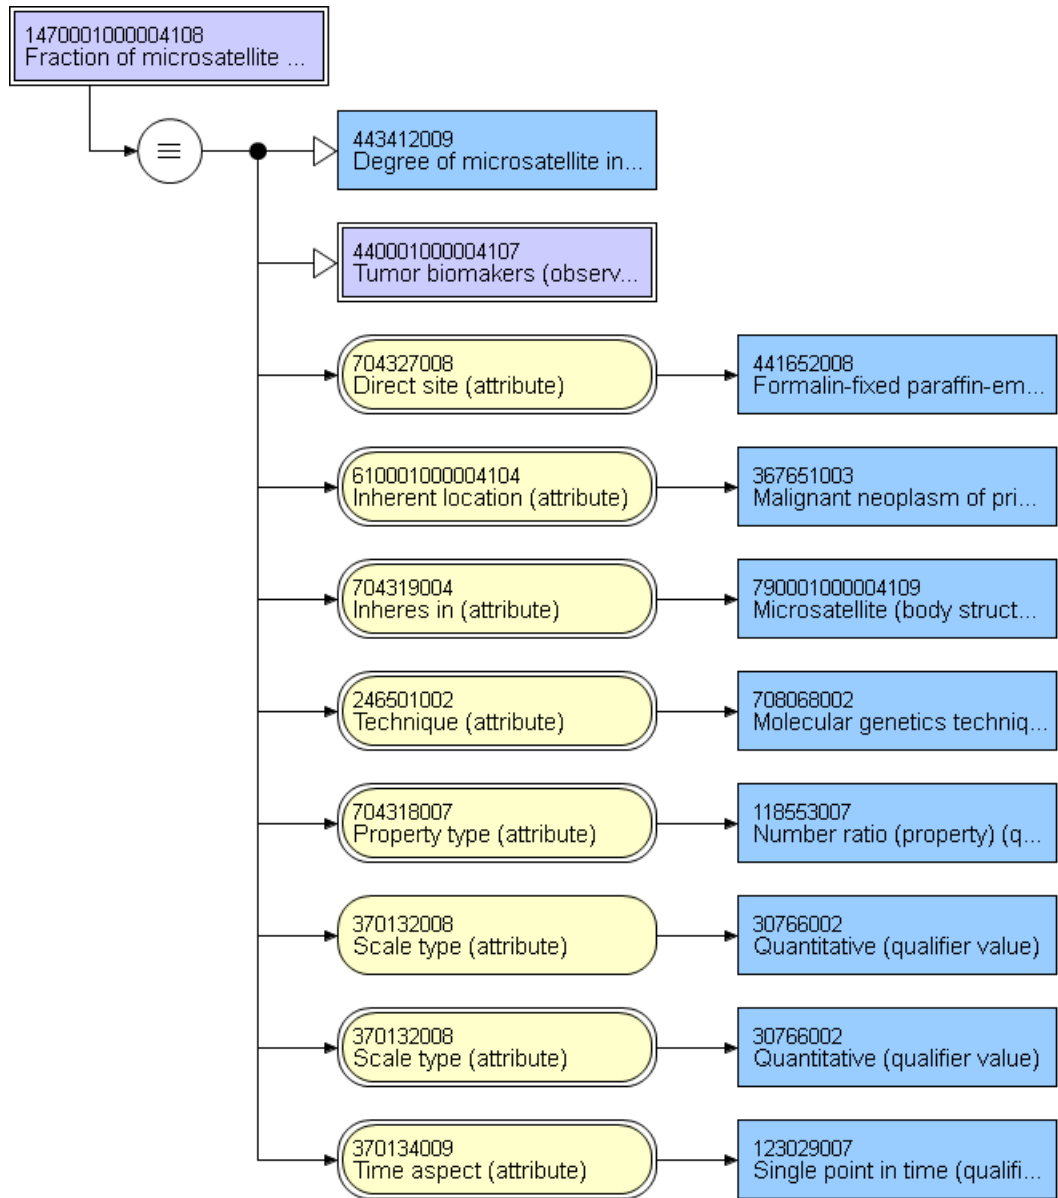 1470001000004108
Fraction of microsatellite ...
443412009
Degree of microsatellite in...
440001000004107
Tumor biomakers (observ...
704327008
Direct site (attribute)
441652008
Formalin-fixed paraffin-em...
610001000004104
Inherent location (attribute)
367651003
Malignant neoplasm of pri...
704319004
Inheres in (attribute)
790001000004109
Microsatellite (body struct...
246501002
Technique (attribute)
708068002
Molecular genetics techniq...
704318007
Property type (attribute)
118553007
Number ratio (property) (q...
370132008
Scale type (attribute)
30766002
Quantitative (qualifier value)
370132008
Scale type (attribute)
30766002
Quantitative (qualifier value)
370134009
Time aspect (attribute)
123029007
Single point in time (qualifi...